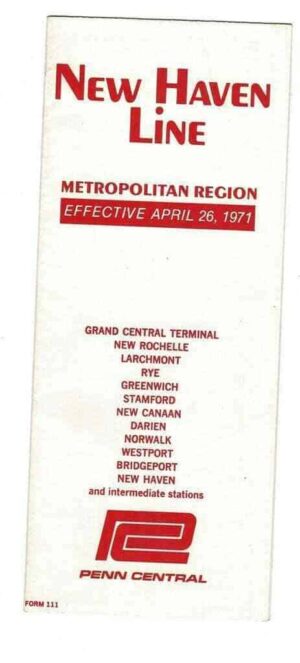 NEW HAVEN
LINE
METROPOLITAN REGION
EFFECTIVE APRIL 26, 1971
GRAND CENTRAL TERMINAL
NEW ROCHELLE
LARCHMONT
RYE
GREENWICH
STAMFORD
NEW CANAAN
DARIEN
NORWALK
WESTPORT
BRIDGEPORT
NEW HAVEN
and intermediate stations
PENN CENTRAL
FORM 111